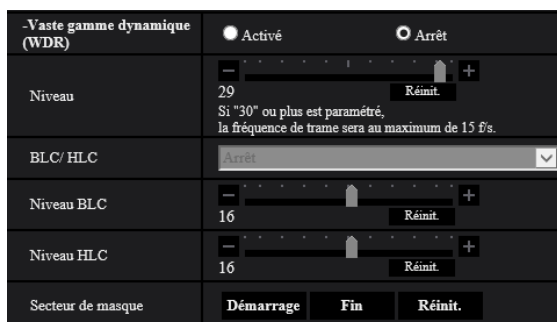 -Vaste gamme dynamique (WDR)
Activé
Arrêt
Niveau
29
Réinit.
Si "30" ou plus est paramétré,
la fréquence de trame sera au maximum de 15 f/s.
BLC/ HLC
Arrêt
Niveau BLC
16
Réinit.
Niveau HLC
16
Réinit.
Secteur de masque
Démarrage
Fin
Réinit.